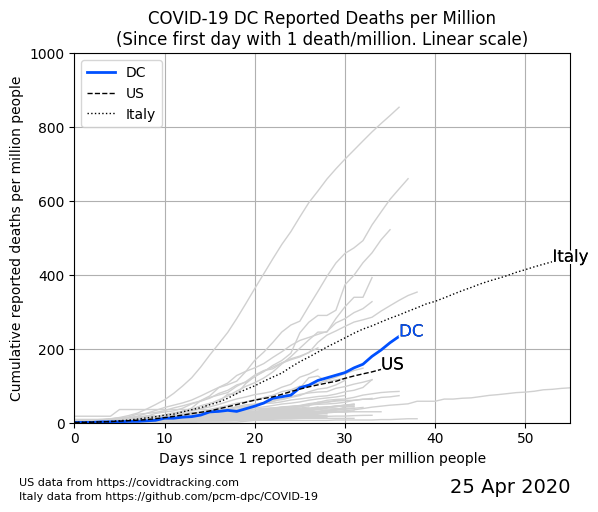 COVID-19 DC Reported Deaths per Million
(Since first day with 1 death/million. Linear scale)
Cumulative reported deaths per million people
1000
800
600
400
200
0
DC
US
Italy
Italy
DC
US
0 10 20 30 40 50
Days since 1 reported death per million people
US data from https://covidtracking.com
Italy data from https://github.com/pcm-dpc/COVID-19
25 Apr 2020